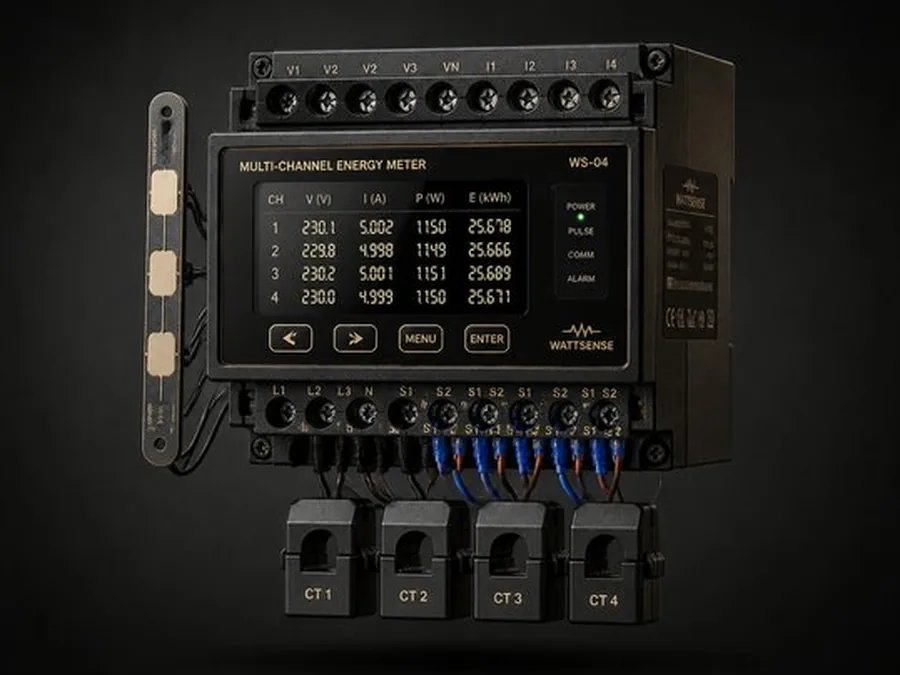 V1 V2 V2 V3 VN I1 I2 I3 I4
MULTI-CHANNEL ENERGY METER
WS-04
CH V (V) I (A) P (W) E (kWh)
1 230.1 5.002 1150 25.678
2 229.8 4.998 1149 25.666
3 230.2 5.001 1151 25.689
4 230.0 4.999 1150 25.671
POWER
PULSE
COMM
ALARM
MENU
ENTER
WATTSENSE
WATTSENSE
CE
L1 L2 L3 N S1 S2 S1 S2 S1 S2 S1 S2
CT 1
CT 2
CT 3
CT 4